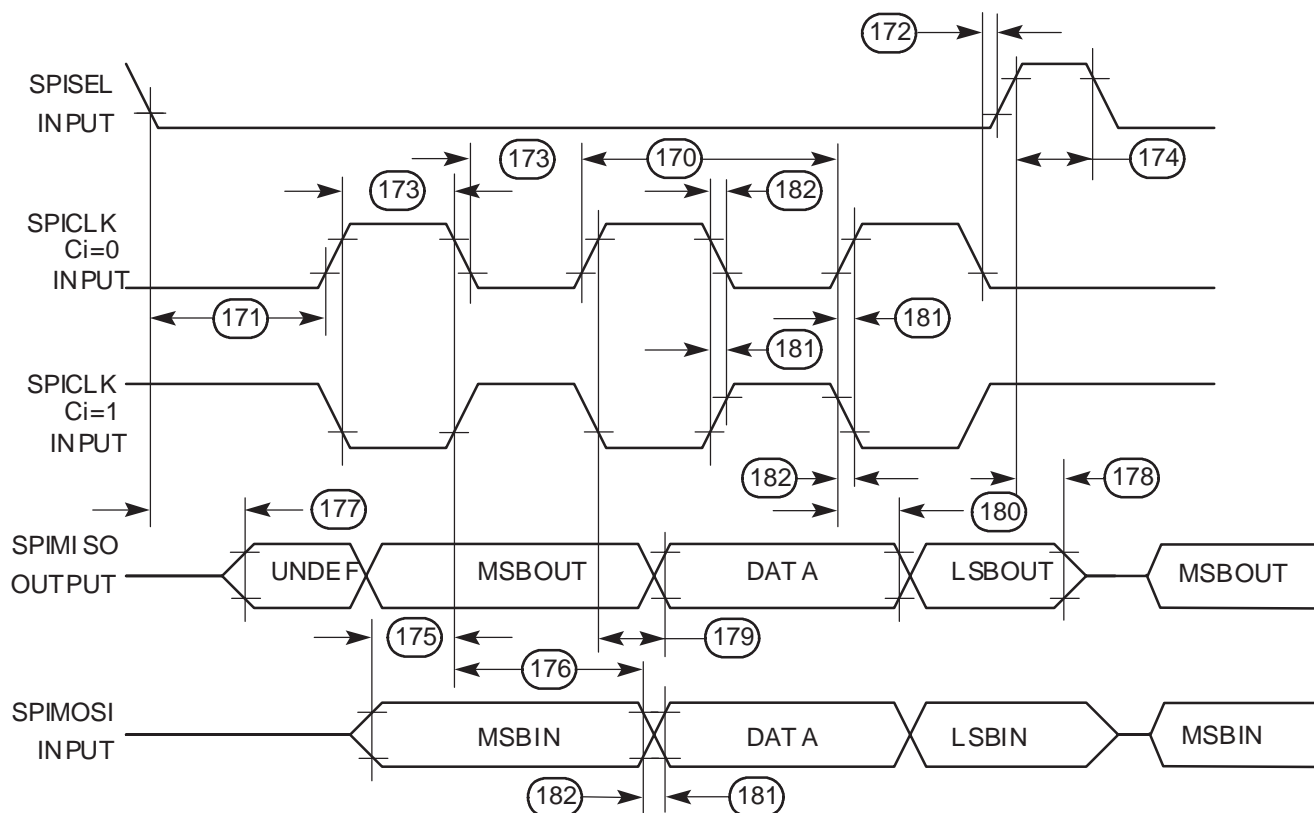 172
SPISEL
INPUT
173
170
174
173
182
SPICLK
Ci=0
INPUT
171
181
181
SPICLK
Ci=1
INPUT
182
178
177
180
SPIMISO
OUTPUT
UNDEF
MSBOUT
DATA
LSBOUT
MSBOUT
175
179
176
SPIMOSI
INPUT
MSBIN
DATA
LSBIN
MSBIN
182
181